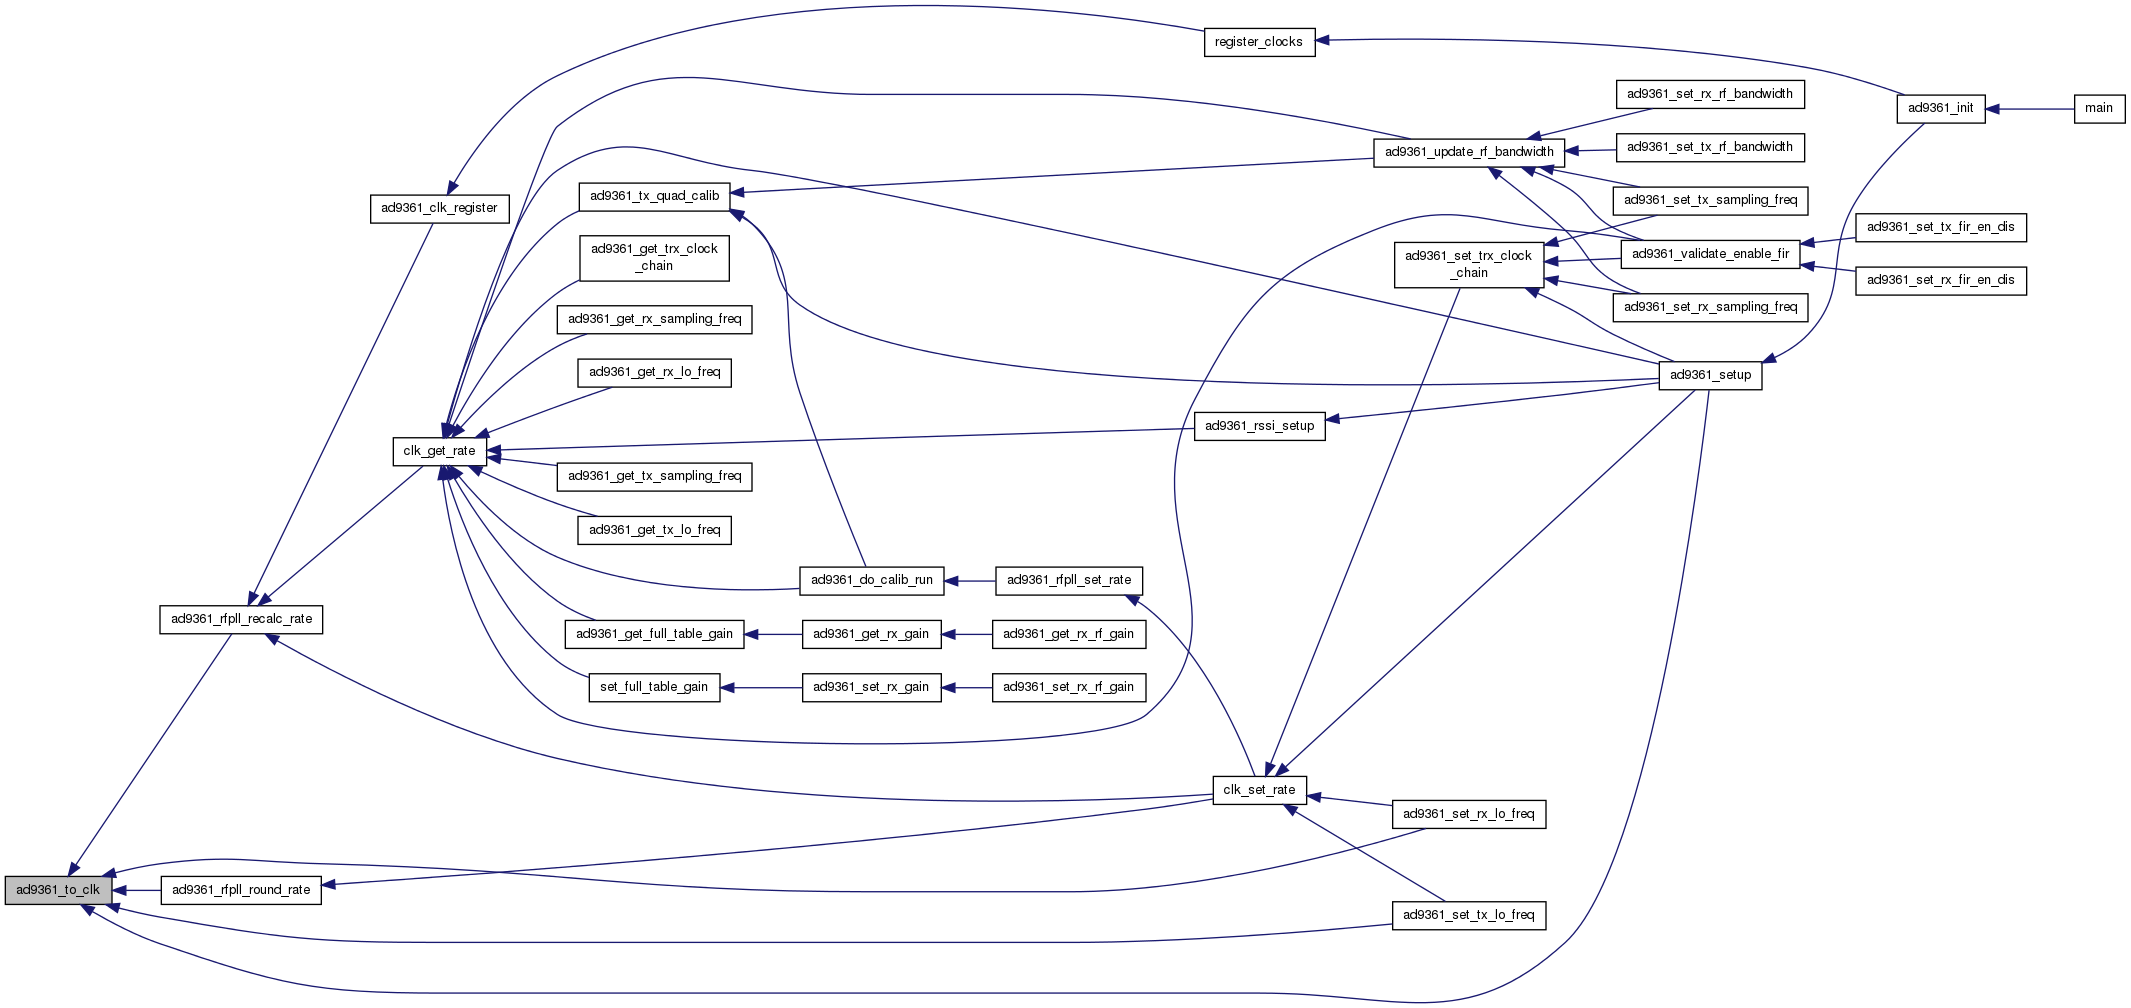 register_clocks
ad9361_set_rx_rf_bandwidth
ad9361_init
main
ad9361_update_rf_bandwidth
ad9361_set_tx_rf_bandwidth
ad9361_tx_quad_calib
ad9361_clk_register
ad9361_set_tx_sampling_freq
ad9361_set_tx_fir_en_dis
ad9361_get_trx_clock
_chain
ad9361_set_trx_clock
_chain
ad9361_validate_enable_fir
ad9361_set_rx_fir_en_dis
ad9361_get_rx_sampling_freq
ad9361_set_rx_sampling_freq
ad9361_get_rx_lo_freq
ad9361_setup
ad9361_rssi_setup
clk_get_rate
ad9361_get_tx_sampling_freq
ad9361_get_tx_lo_freq
ad9361_do_calib_run
ad9361_rfpll_set_rate
ad9361_rfpll_recalc_rate
ad9361_get_full_table_gain
ad9361_get_rx_gain
ad9361_get_rx_rf_gain
set_full_table_gain
ad9361_set_rx_gain
ad9361_set_rx_rf_gain
clk_set_rate
ad9361_set_rx_lo_freq
ad9361_to_clk
ad9361_rfpll_round_rate
ad9361_set_tx_lo_freq